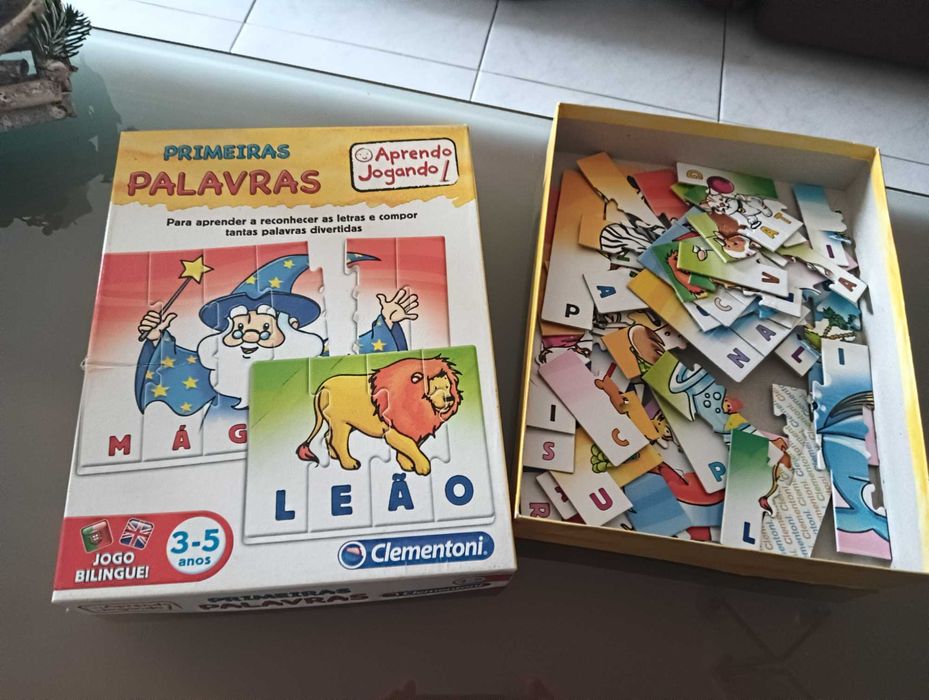 PRIMEIRAS
PALAVRAS
Aprendo
Jogando!
Para aprender a reconhecer as letras e compor
tantas palavras divertidas
M Á G
L E Ã O
JOGO
BILINGUE!
3-5
anos
Clementoni
PRIMEIRAS
PALAVRAS
Clementoni
G
A
T
I
P
A
N
C
V
I
A
N
A
L
I
I
I
S
C
R
U
P
L